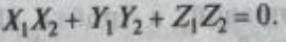 X₁X₂ + Y₁Y₂ + Z₁Z₂ = 0.